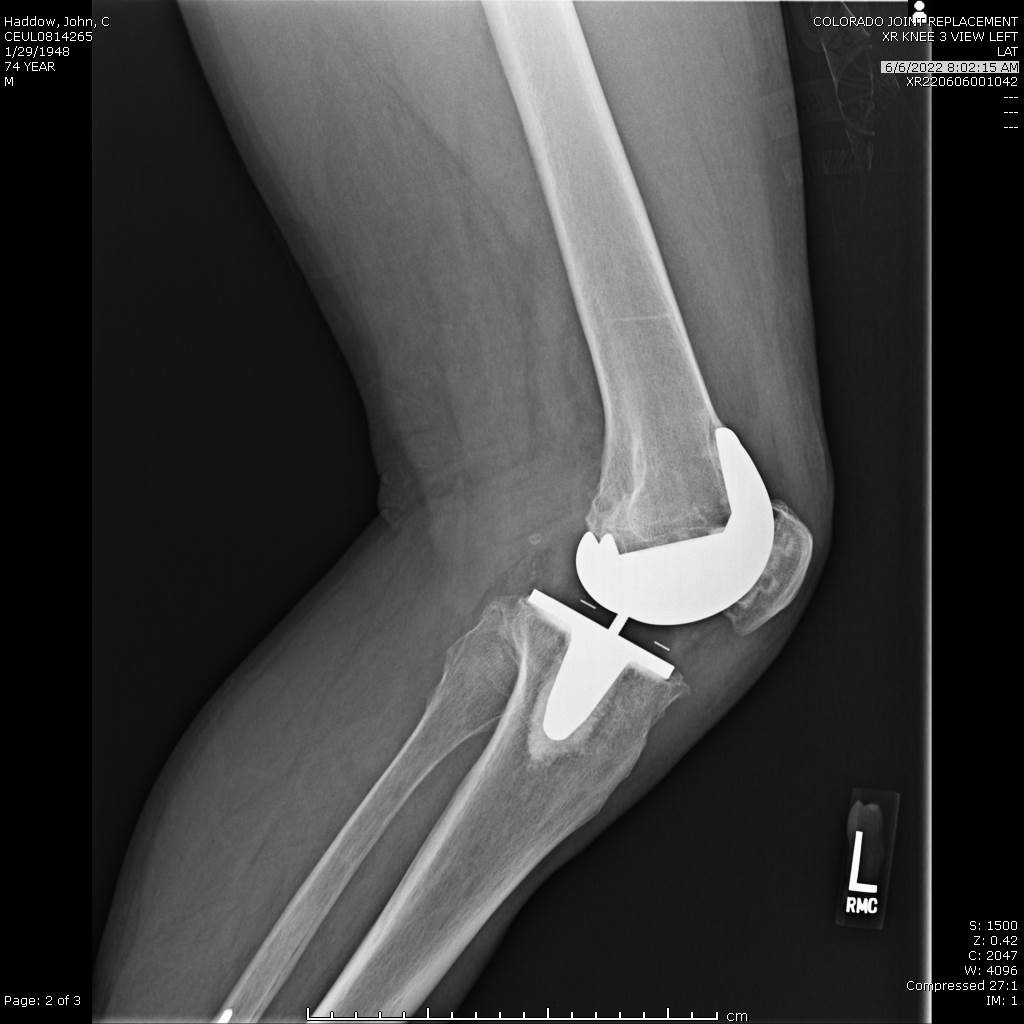 Haddow, John, C
CEUL0814265
1/29/1948
74 YEAR
M
COLORADO JOINT REPLACEMENT
XR KNEE 3 VIEW LEFT
LAT
6/6/2022 8:02:15 AM
XR220606001042
---
---
---
L
RMC
S: 1500
Z: 0.42
C: 2047
W: 4096
Compressed 27:1
IM: 1
Page: 2 of 3
cm